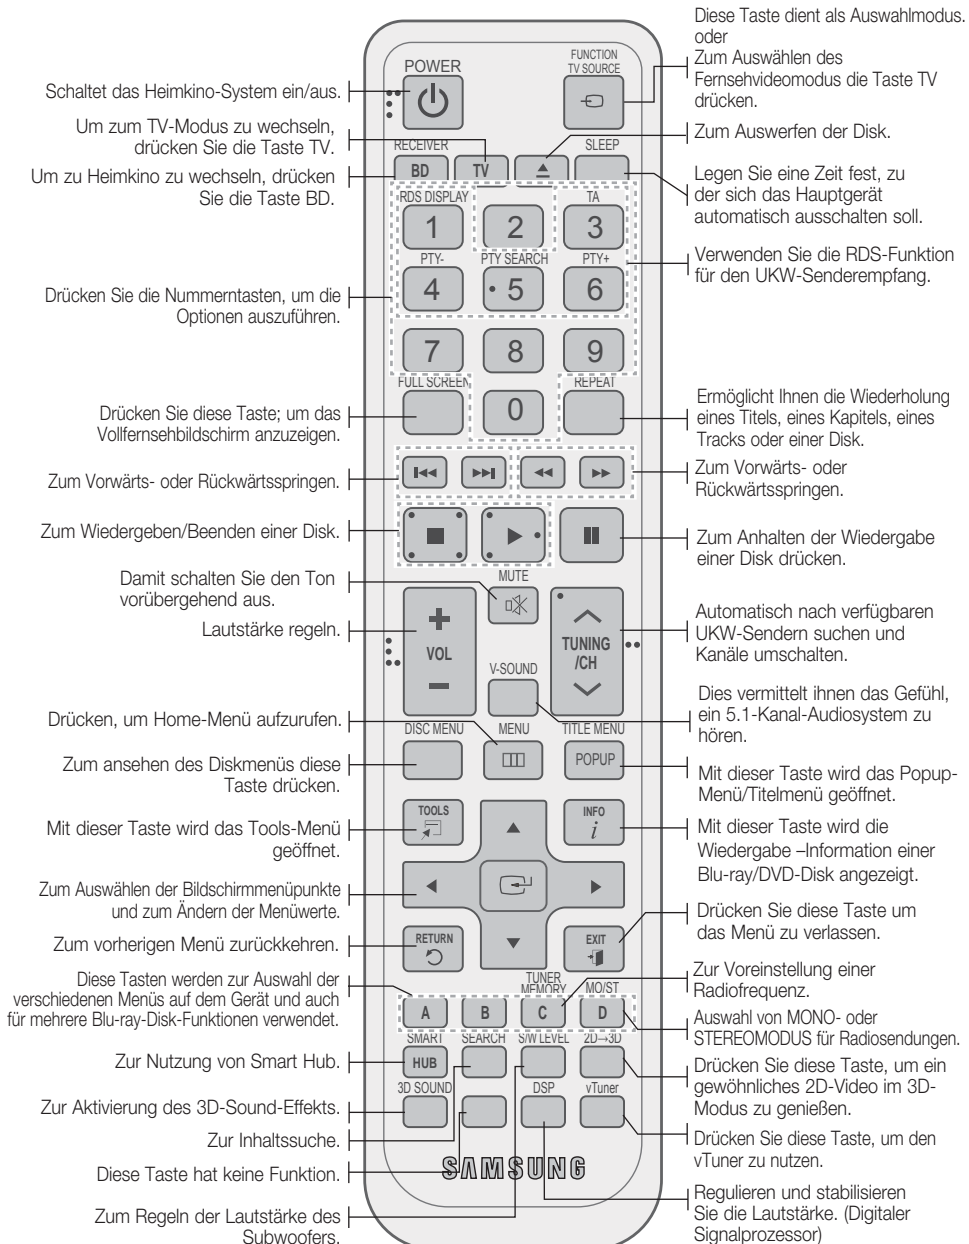 Diese Taste dient als Auswahlmodus.
oder
Zum Auswählen des
Fernsehvideomodus die Taste TV
drücken.
POWER
FUNCTION
TV SOURCE
Schaltet das Heimkino-System ein/aus.
Um zum TV-Modus zu wechseln,
drücken Sie die Taste TV.
Zum Auswerfen der Disk.
RECEIVER
SLEEP
BD
TV
Um zu Heimkino zu wechseln, drücken
Sie die Taste BD.
Legen Sie eine Zeit fest, zu
der sich das Hauptgerät
automatisch ausschalten soll.
RDS DISPLAY
TA
1
2
3
PTY-
PTY SEARCH
PTY+
4
5
6
Verwenden Sie die RDS-Funktion
für den UKW-Senderempfang.
Drücken Sie die Nummerntasten, um die
Optionen auszuführen.
7
8
9
FULL SCREEN
REPEAT
0
Drücken Sie diese Taste; um das
Vollfernsehbildschirm anzuzeigen.
Ermöglicht Ihnen die Wiederholung
eines Titels, eines Kapitels, eines
Tracks oder einer Disk.
Zum Vorwärts- oder Rückwärtsspringen.
Zum Vorwärts- oder
Rückwärtsspringen.
Zum Wiedergeben/Beenden einer Disk.
Zum Anhalten der Wiedergabe
einer Disk drücken.
Damit schalten Sie den Ton
vorübergehend aus.
MUTE
Lautstärke regeln.
VOL
TUNING
/CH
Automatisch nach verfügbaren
UKW-Sendern suchen und
Kanäle umschalten.
V-SOUND
Dies vermittelt ihnen das Gefühl,
ein 5.1-Kanal-Audiosystem zu
hören.
Drücken, um Home-Menü aufzurufen.
DISC MENU
MENU
TITLE MENU
POPUP
Zum ansehen des Diskmenüs diese
Taste drücken.
Mit dieser Taste wird das Popup-
Menü/Titelmenü geöffnet.
TOOLS
INFO
i
Mit dieser Taste wird das Tools-Menü
geöffnet.
Mit dieser Taste wird die
Wiedergabe –Information einer
Blu-ray/DVD-Disk angezeigt.
Zum Auswählen der Bildschirmmenüpunkte
und zum Ändern der Menüwerte.
Drücken Sie diese Taste um
das Menü zu verlassen.
RETURN
EXIT
Zum vorherigen Menü zurückkehren.
Diese Tasten werden zur Auswahl der
verschiedenen Menüs auf dem Gerät und auch
für mehrere Blu-ray-Disk-Funktionen verwendet.
TUNER
MEMORY
MO/ST
A
B
C
D
Zur Voreinstellung einer
Radiofrequenz.
Auswahl von MONO- oder
STEREOMODUS für Radiosendungen.
SMART
SEARCH
S/W LEVEL
2D→3D
HUB
Zur Nutzung von Smart Hub.
Drücken Sie diese Taste, um ein
gewöhnliches 2D-Video im 3D-
Modus zu genießen.
3D SOUND
DSP
vTuner
Zur Aktivierung des 3D-Sound-Effekts.
Zur Inhaltssuche.
Drücken Sie diese Taste, um den
vTuner zu nutzen.
SAMSUNG
Diese Taste hat keine Funktion.
Zum Regeln der Lautstärke des
Subwoofers.
Regulieren und stabilisieren
Sie die Lautstärke. (Digitaler
Signalprozessor)